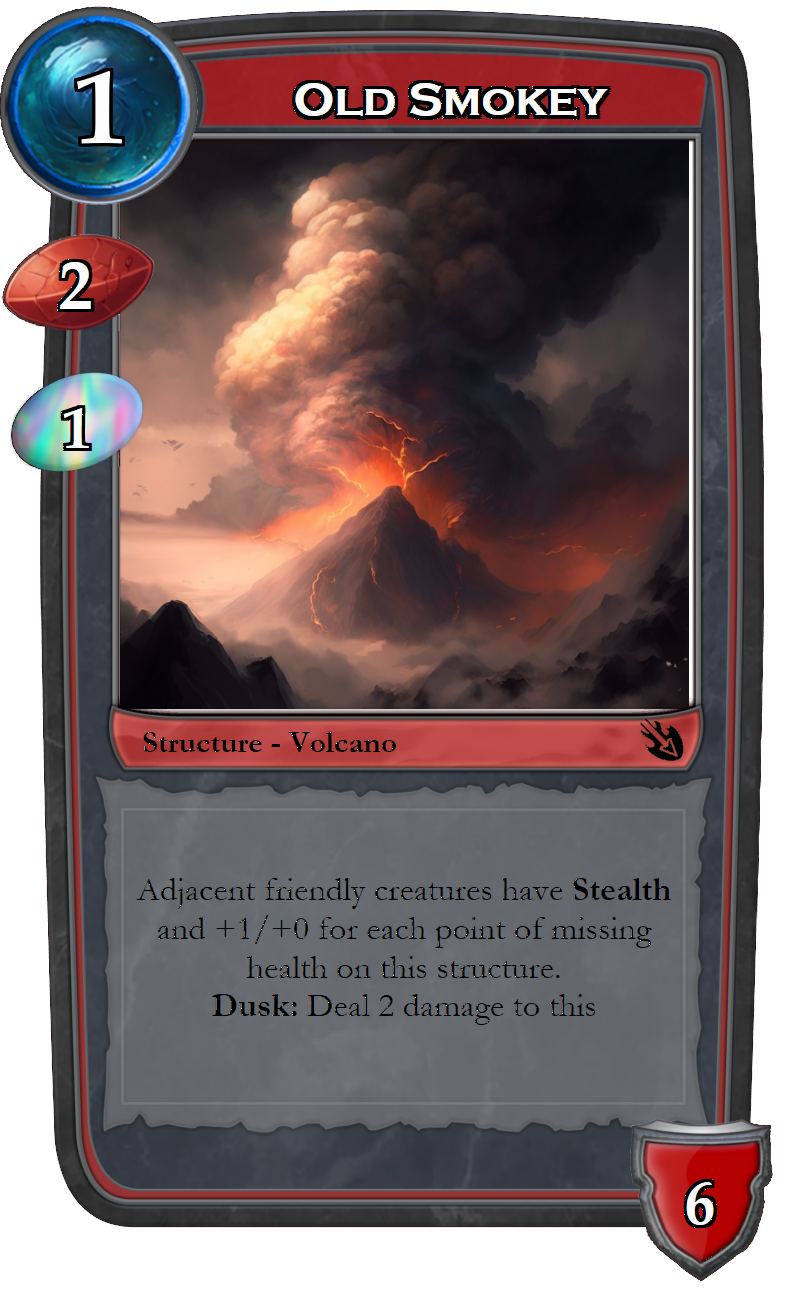 1
Old Smokey
2
1
Structure - Volcano
Adjacent friendly creatures have Stealth
and +1/+0 for each point of missing
health on this structure.
Dusk: Deal 2 damage to this
6